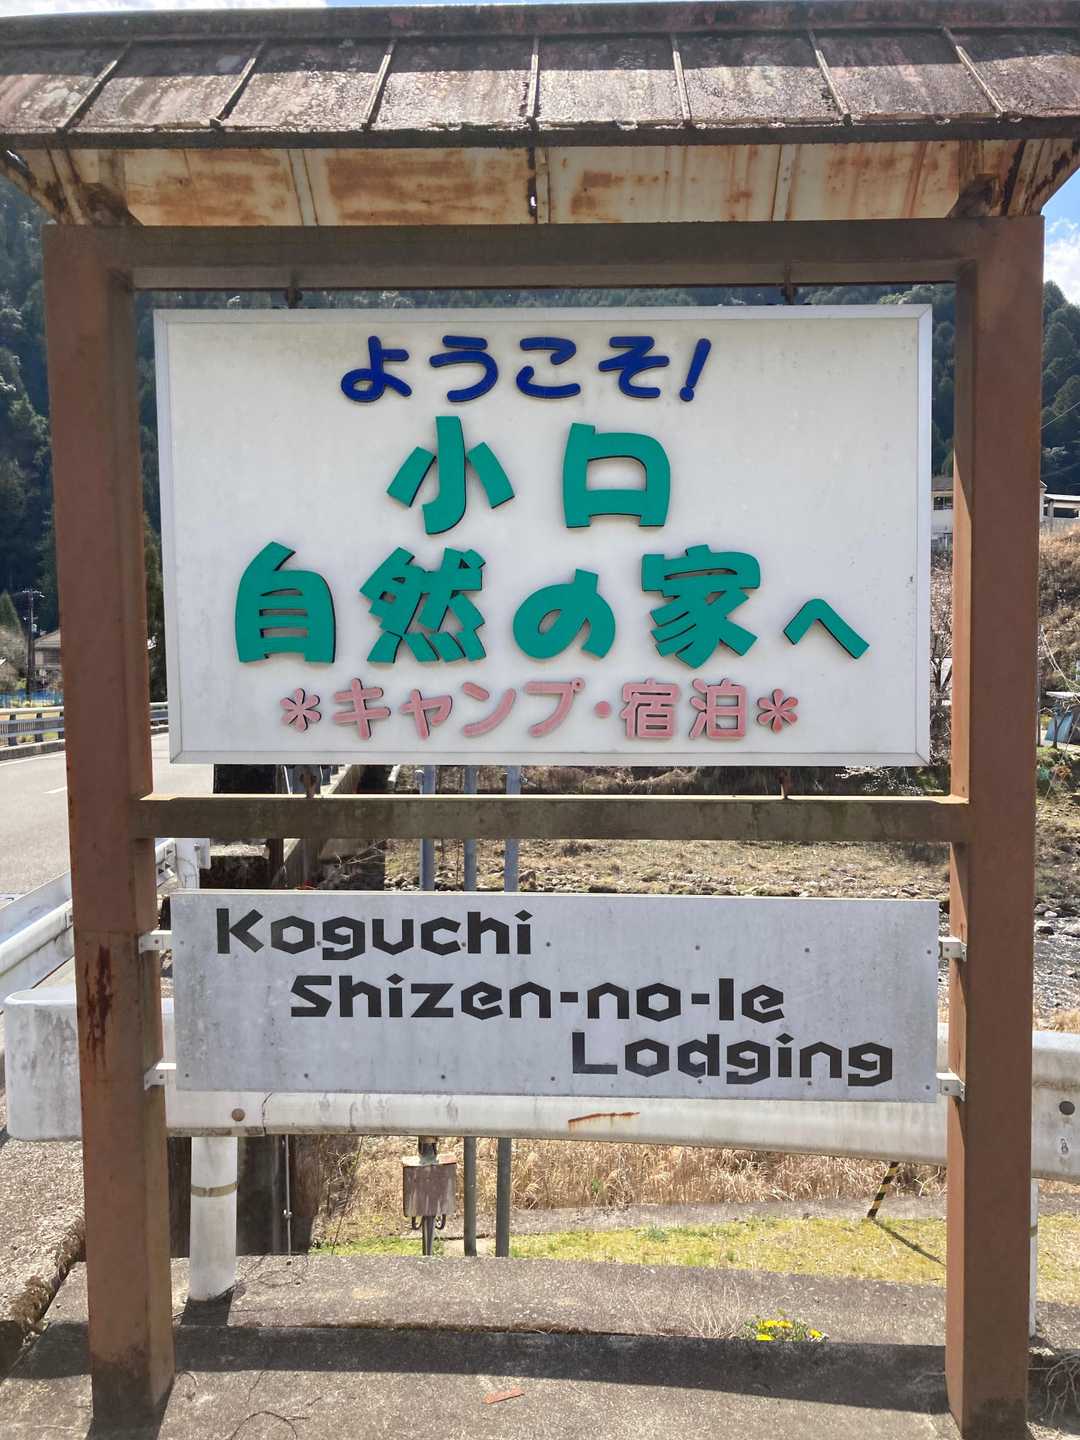 ようこそ!
小口
自然の家へ
*キャンプ・宿泊*
Koguchi
Shizen-no-Ie
Lodging